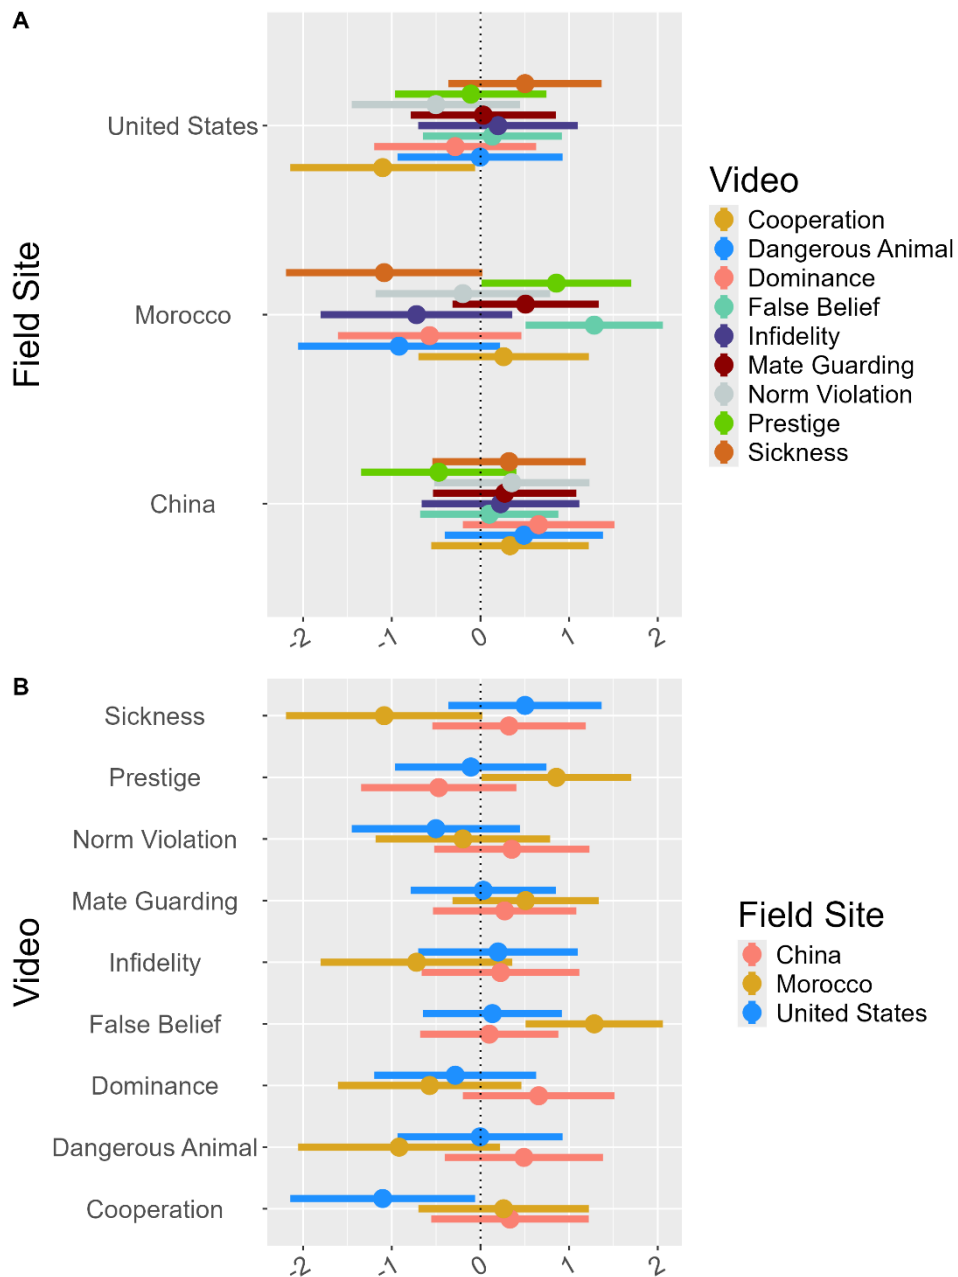 A
Field Site
United States
Morocco
China
-2
-1
0
1
2
Video
Cooperation
Dangerous Animal
Dominance
False Belief
Infidelity
Mate Guarding
Norm Violation
Prestige
Sickness
B
Video
Sickness
Prestige
Norm Violation
Mate Guarding
Infidelity
False Belief
Dominance
Dangerous Animal
Cooperation
-2
-1
0
1
2
Field Site
China
Morocco
United States